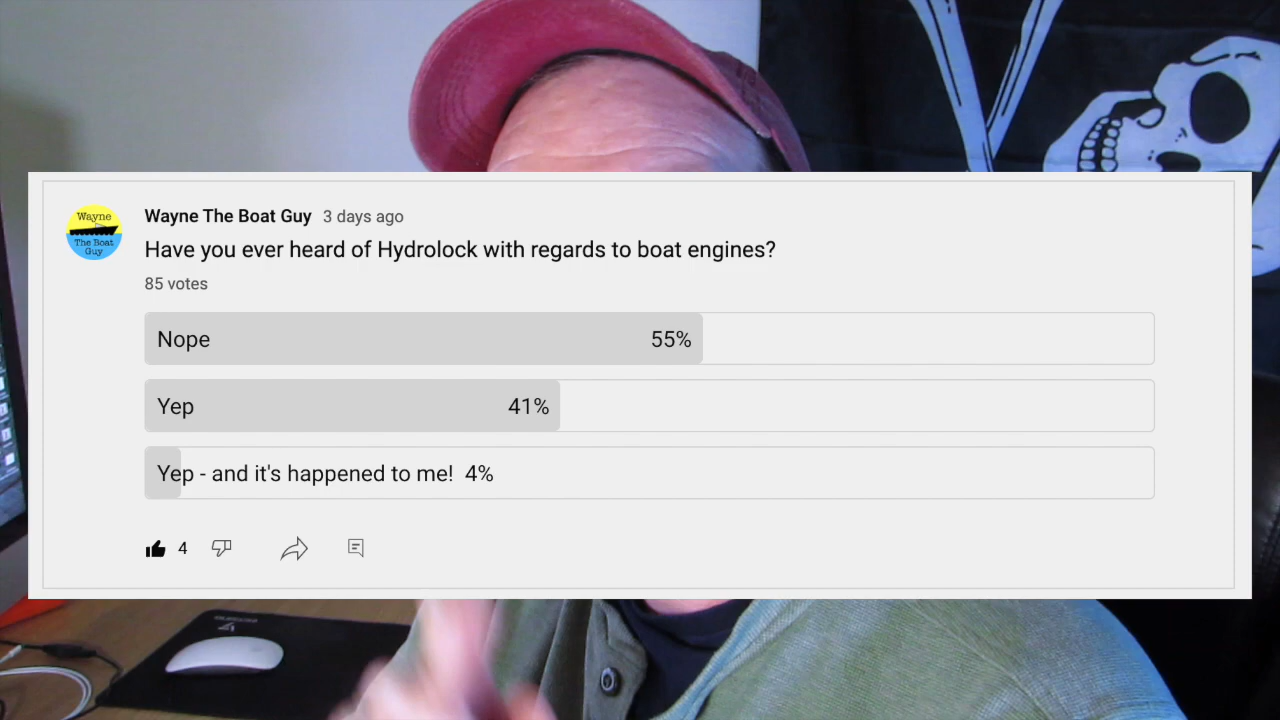 Wayne
The Boat
Guy
Wayne The Boat Guy 3 days ago
Have you ever heard of Hydrolock with regards to boat engines?
85 votes
Nope 55%
Yep 41%
Yep - and it's happened to me! 4%
4